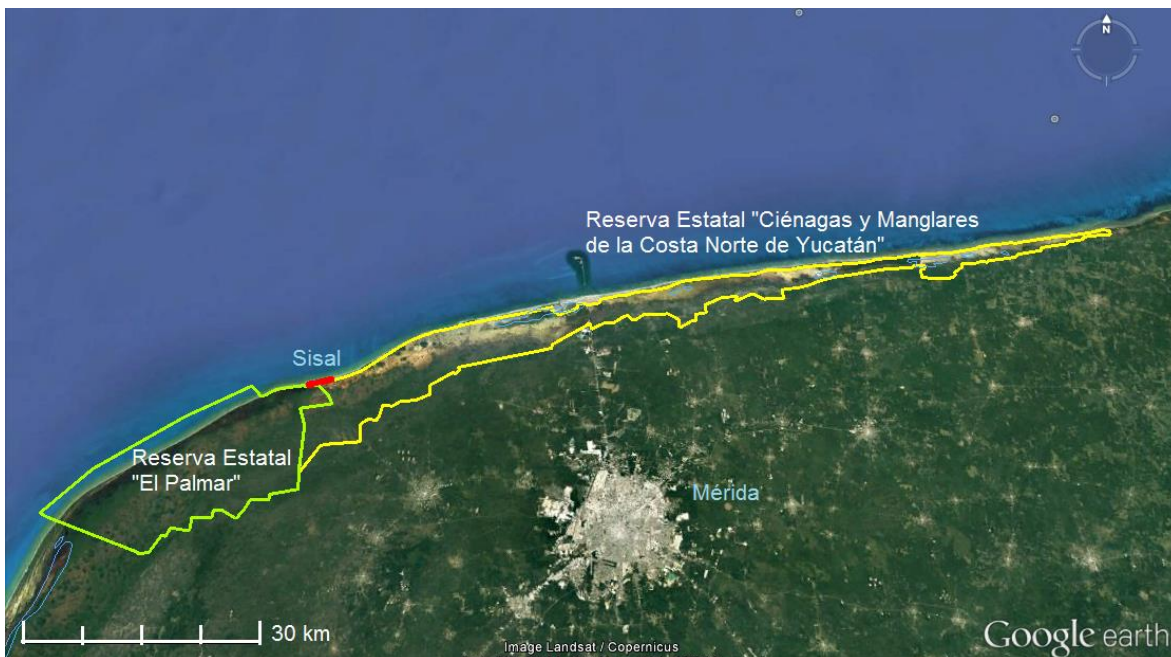 N
Reserva Estatal "Ciénagas y Manglares
de la Costa Norte de Yucatán"
Sisal
Reserva Estatal
"El Palmar"
Mérida
30 km
Image Landsat / Copernicus
Google earth